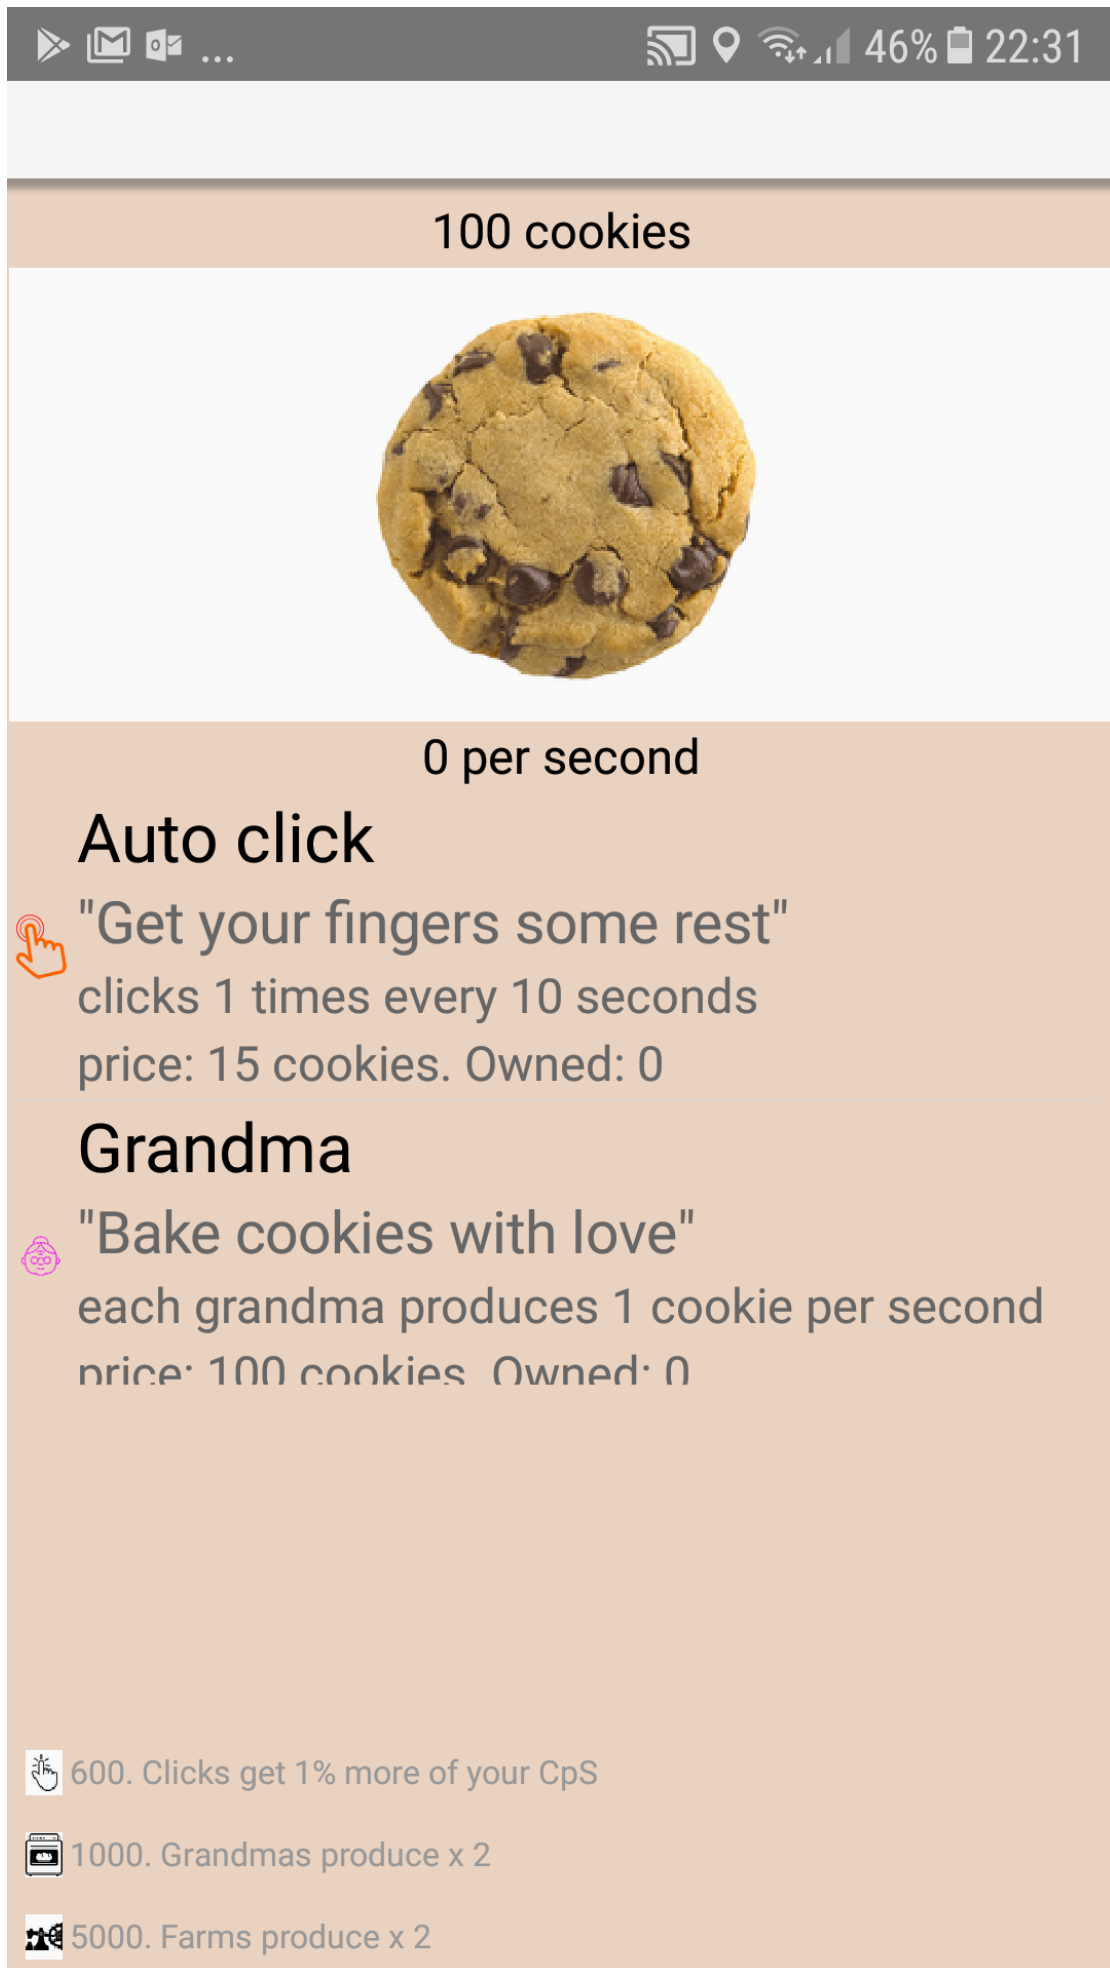 ... 46% 22:31
100 cookies
0 per second
Auto click
"Get your fingers some rest"
clicks 1 times every 10 seconds
price: 15 cookies. Owned: 0
Grandma
"Bake cookies with love"
each grandma produces 1 cookie per second
price: 100 cookies. Owned: 0
600. Clicks get 1% more of your CpS
1000. Grandmas produce x 2
5000. Farms produce x 2